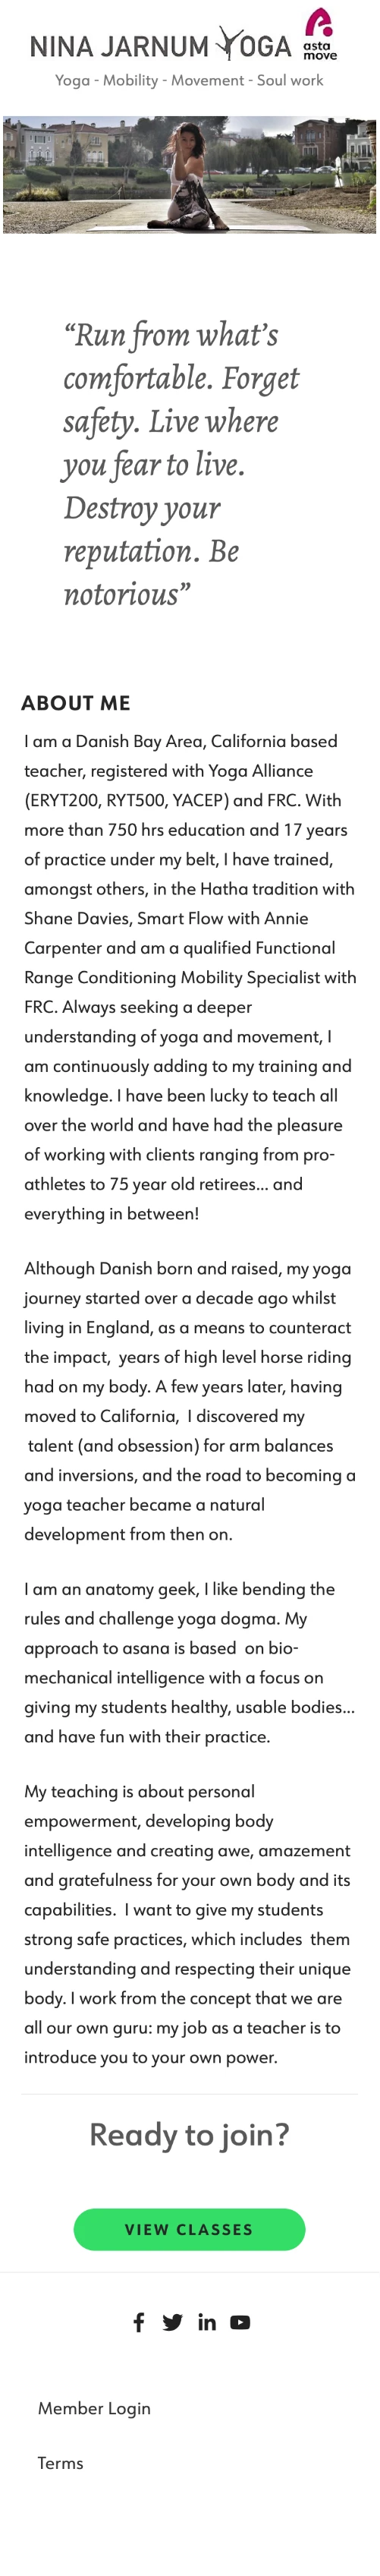 NINA JARNUM YOGA
asta
move
Yoga - Mobility - Movement - Soul work
“Run from what’s
comfortable. Forget
safety. Live where
you fear to live.
Destroy your
reputation. Be
notorious”
ABOUT ME
I am a Danish Bay Area, California based
teacher, registered with Yoga Alliance
(ERYT200, RYT500, YACEP) and FRC. With
more than 750 hrs education and 17 years
of practice under my belt, I have trained,
amongst others, in the Hatha tradition with
Shane Davies, Smart Flow with Annie
Carpenter and am a qualified Functional
Range Conditioning Mobility Specialist with
FRC. Always seeking a deeper
understanding of yoga and movement, I
am continuously adding to my training and
knowledge. I have been lucky to teach all
over the world and have had the pleasure
of working with clients ranging from pro-
athletes to 75 year old retirees... and
everything in between!
Although Danish born and raised, my yoga
journey started over a decade ago whilst
living in England, as a means to counteract
the impact,  years of high level horse riding
had on my body. A few years later, having
moved to California,  I discovered my
talent (and obsession) for arm balances
and inversions, and the road to becoming a
yoga teacher became a natural
development from then on.
I am an anatomy geek, I like bending the
rules and challenge yoga dogma. My
approach to asana is based  on bio-
mechanical intelligence with a focus on
giving my students healthy, usable bodies...
and have fun with their practice.
My teaching is about personal
empowerment, developing body
intelligence and creating awe, amazement
and gratefulness for your own body and its
capabilities.  I want to give my students
strong safe practices, which includes  them
understanding and respecting their unique
body. I work from the concept that we are
all our own guru: my job as a teacher is to
introduce you to your own power.
Ready to join?
VIEW CLASSES
Member Login
Terms